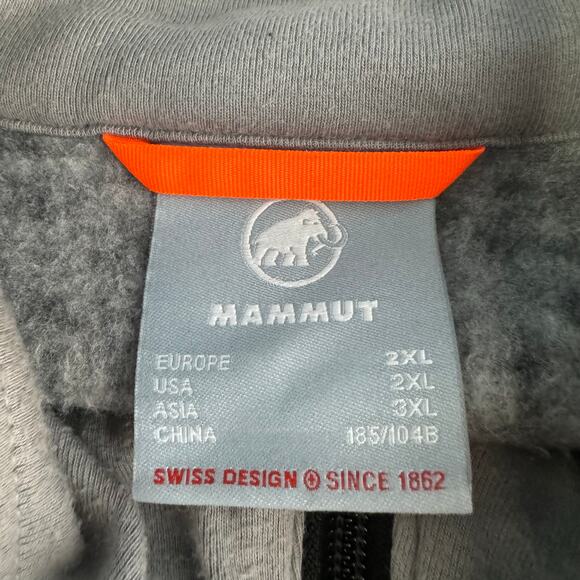 MAMMUT
EUROPE 2XL
USA 2XL
ASIA 3XL
CHINA 185/104B
SWISS DESIGN SINCE 1862